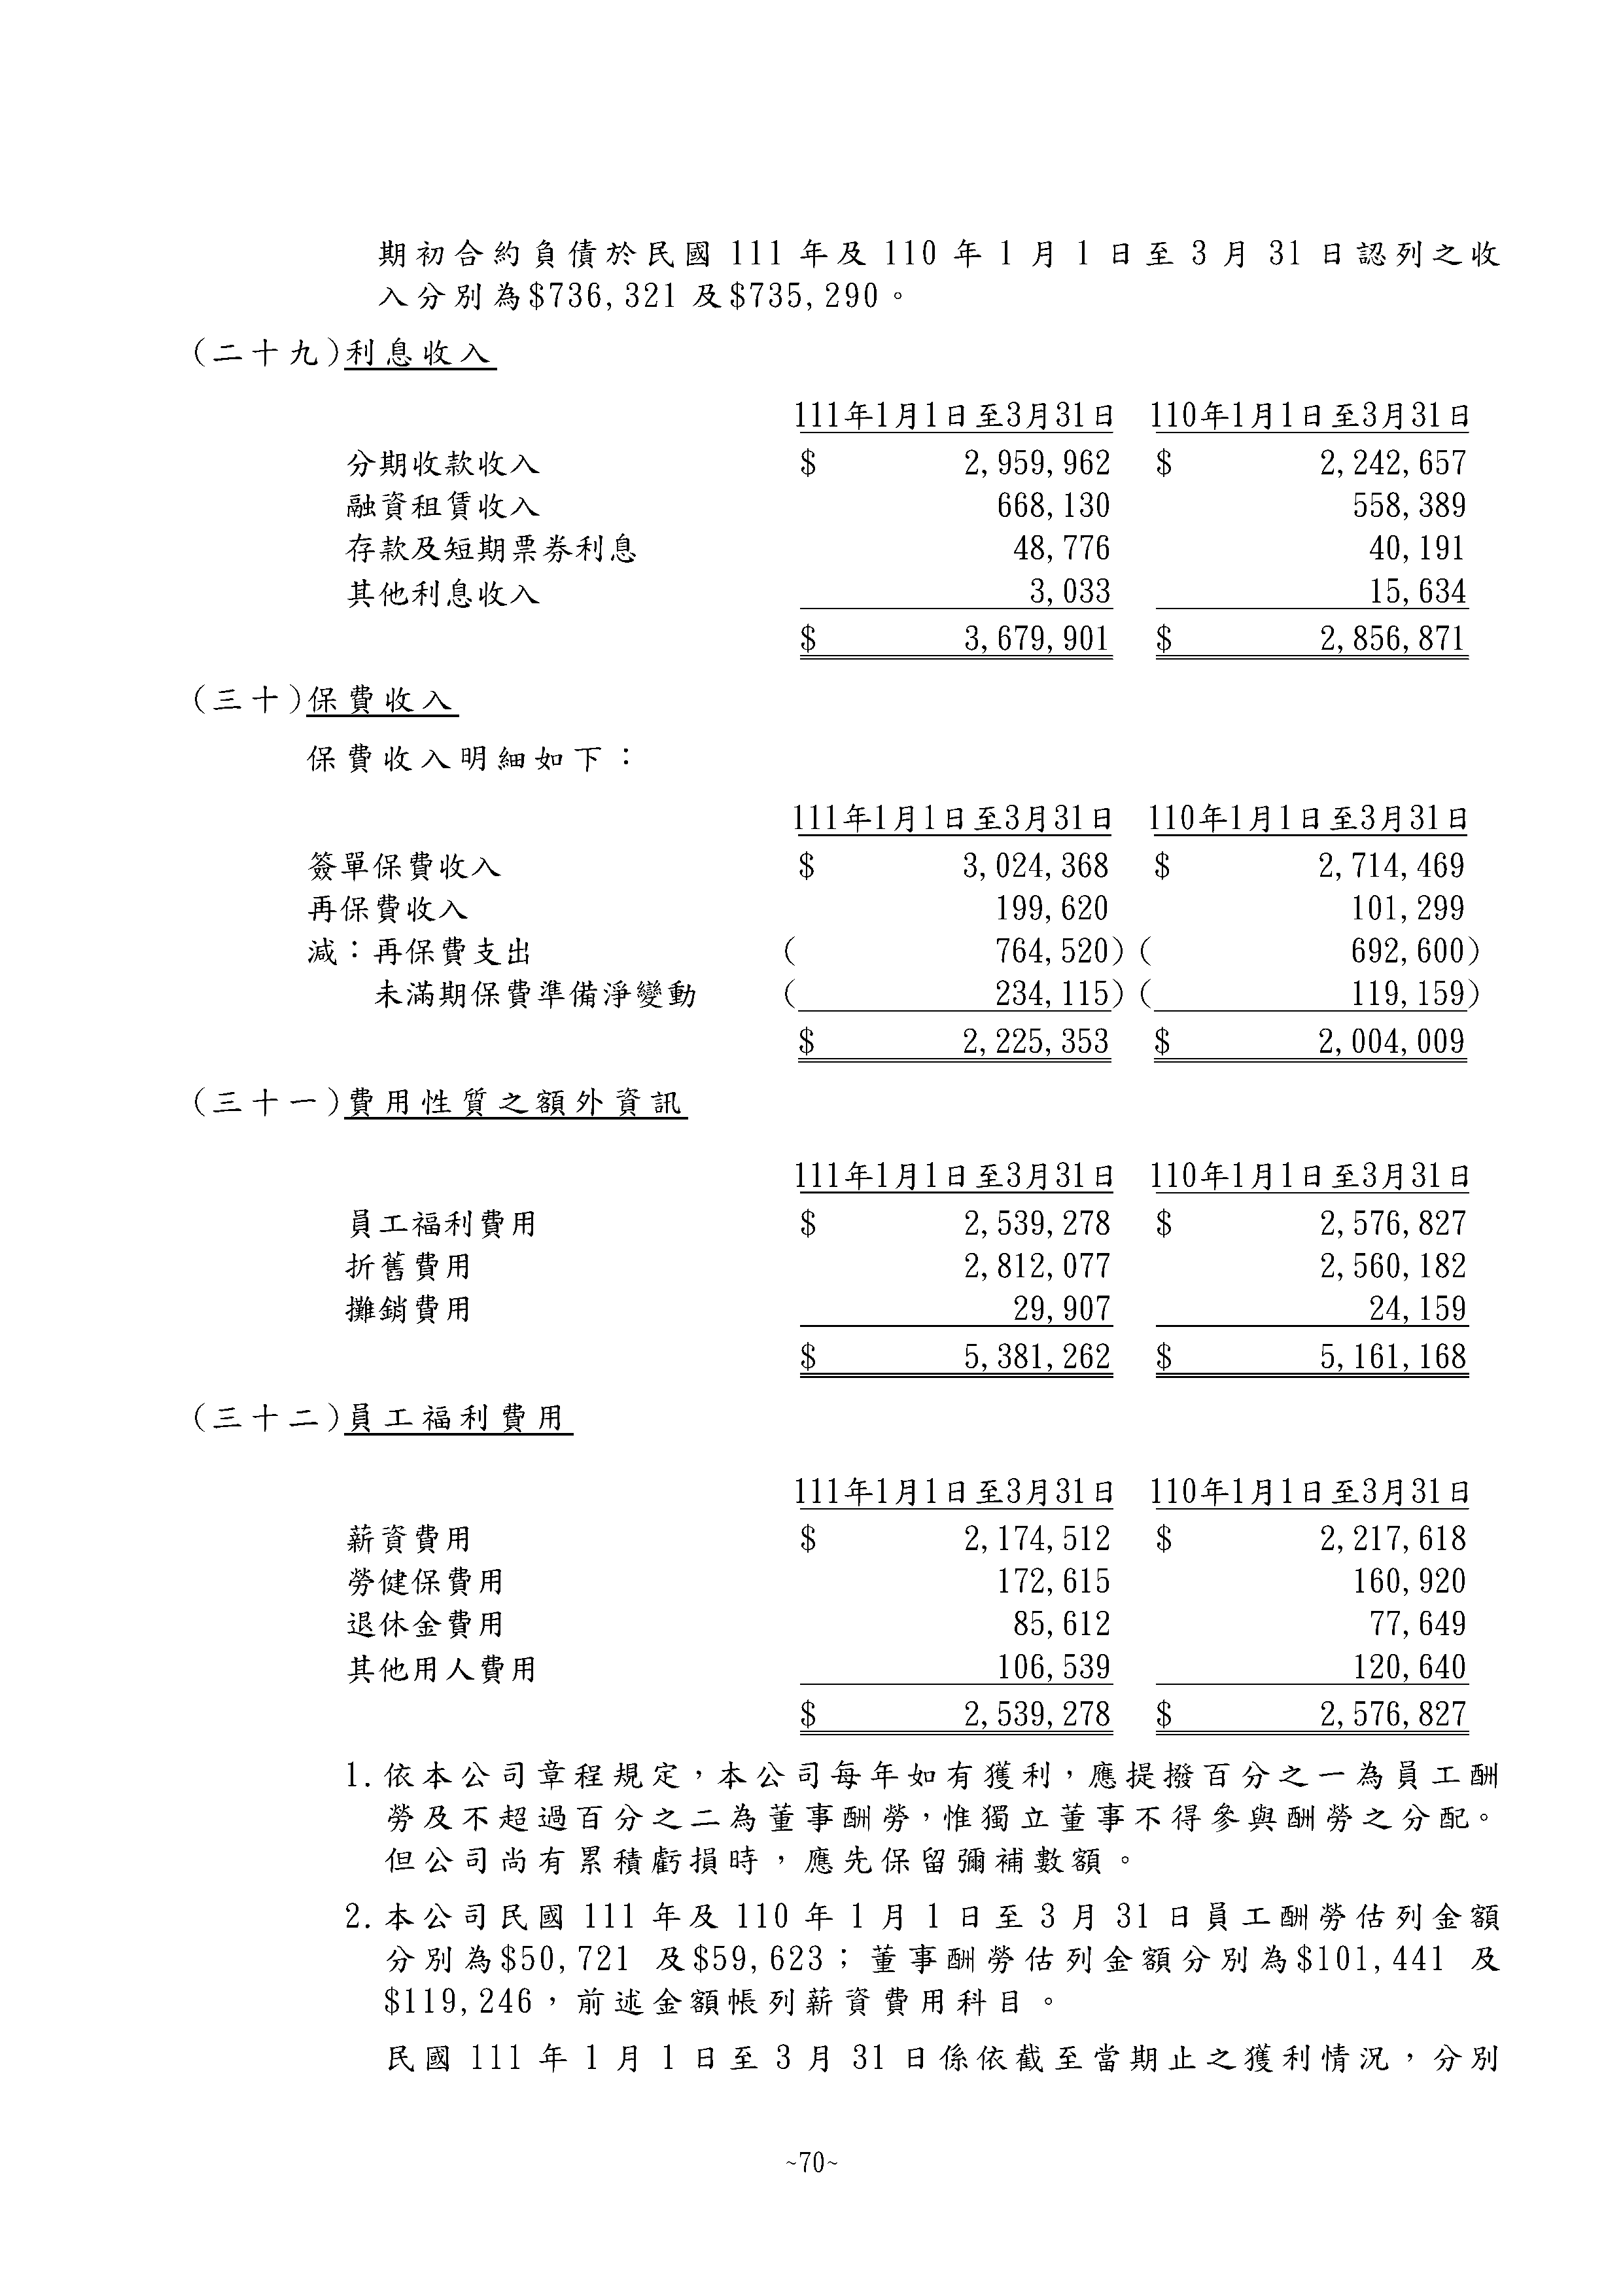 期初合約負債於民國 111 年及 110 年 1 月 1 日至 3 月 31 日認列之收
入分別為$736,321 及$735,290。
(二十九)利息收入
111年1月1日至3月31日 110年1月1日至3月31日
分期收款收入 $ 2,959,962 $ 2,242,657
融資租賃收入 668,130 558,389
存款及短期票券利息 48,776 40,191
其他利息收入 3,033 15,634
$ 3,679,901 $ 2,856,871
(三十)保費收入
保費收入明細如下：
111年1月1日至3月31日 110年1月1日至3月31日
簽單保費收入 $ 3,024,368 $ 2,714,469
再保費收入 199,620 101,299
減：再保費支出 ( 764,520) ( 692,600)
未滿期保費準備淨變動 ( 234,115) ( 119,159)
$ 2,225,353 $ 2,004,009
(三十一)費用性質之額外資訊
111年1月1日至3月31日 110年1月1日至3月31日
員工福利費用 $ 2,539,278 $ 2,576,827
折舊費用 2,812,077 2,560,182
攤銷費用 29,907 24,159
$ 5,381,262 $ 5,161,168
(三十二)員工福利費用
111年1月1日至3月31日 110年1月1日至3月31日
薪資費用 $ 2,174,512 $ 2,217,618
勞健保費用 172,615 160,920
退休金費用 85,612 77,649
其他用人費用 106,539 120,640
$ 2,539,278 $ 2,576,827
1.依本公司章程規定，本公司每年如有獲利，應提撥百分之一為員工酬
勞及不超過百分之二為董事酬勞，惟獨立董事不得參與酬勞之分配。
但公司尚有累積虧損時，應先保留彌補數額。
2.本公司民國 111 年及 110 年 1 月 1 日至 3 月 31 日員工酬勞估列金額
分別為$50,721 及$59,623；董事酬勞估列金額分別為$101,441 及
$119,246，前述金額帳列薪資費用科目。
民國 111 年 1 月 1 日至 3 月 31 日係依截至當期止之獲利情況，分別
~70~